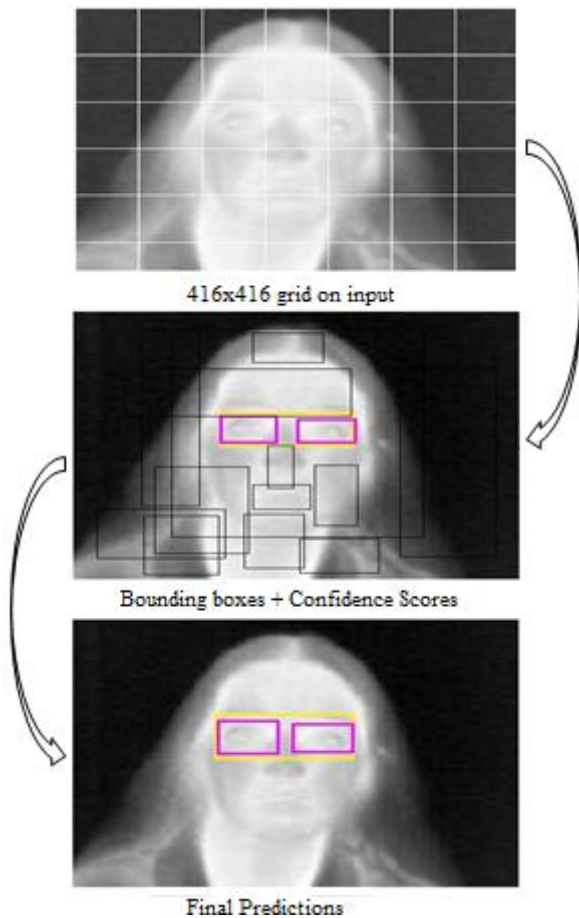 416x416 grid on input
Bounding boxes + Confidence Scores
Final Predictions